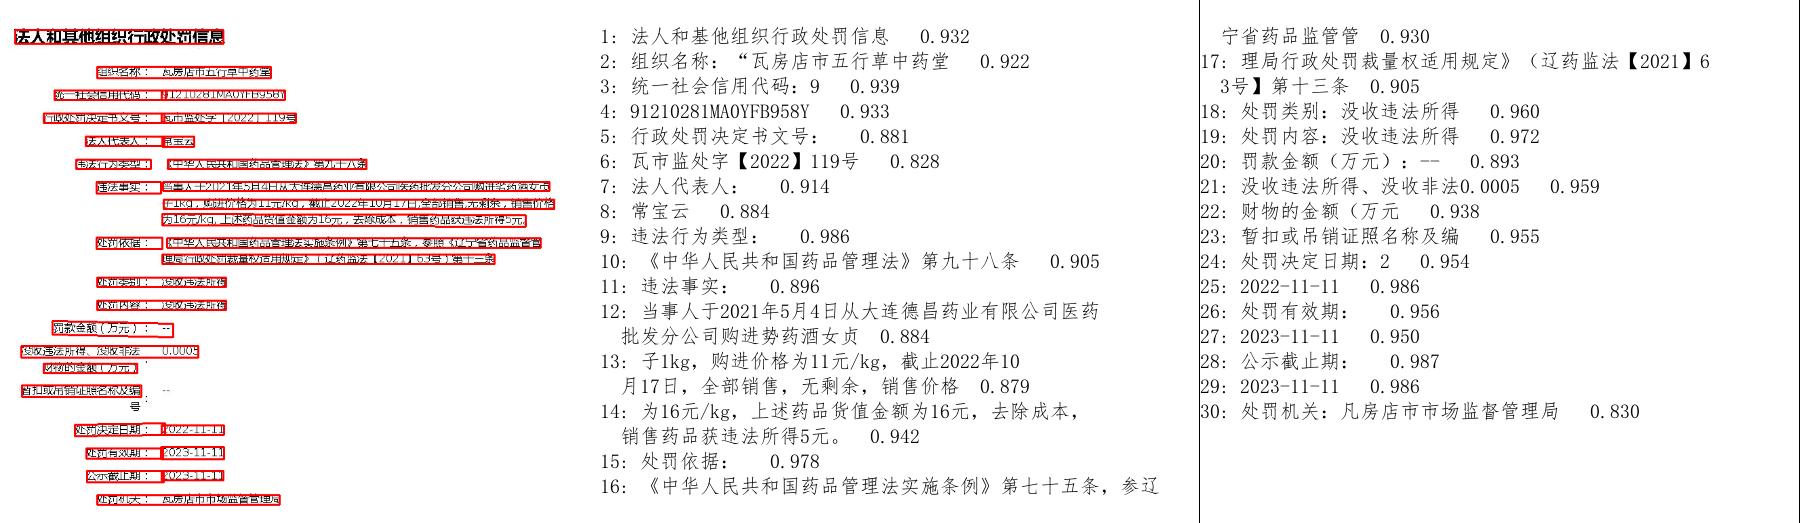 法人和其他组织行政处罚信息
组织名称： 瓦房店市五行草中药堂
统一社会信用代码： 91210281MA0YFB958Y
行政处罚决定书文号： 瓦市监处字〔2022〕119号
法人代表人： 常宝云
违法行为类型： 《中华人民共和国药品管理法》第九十八条
违法事实： 当事人于2021年5月4日从大连德昌药业有限公司医药批发分公司购进劣药酒女贞
子1kg，购进价格为11元/kg，截止2022年10月17日,全部销售,无剩余，销售价格
为16元/kg,上述药品货值金额为16元，去除成本，销售药品获违法所得5元。
处罚依据： 《中华人民共和国药品管理法实施条例》第七十五条，参照《辽宁省药品监督管
理局行政处罚裁量权适用规定》（辽药监法【2021】63号）第十三条
处罚类别： 没收违法所得
处罚内容： 没收违法所得
罚款金额（万元）： --
没收违法所得、没收非法 0.0005
财物的金额（万元） ：
暂扣或吊销证照名称及编 --
号 ：
处罚决定日期： 2022-11-11
处罚有效期： 2023-11-11
公示截止期： 2023-11-11
处罚机关： 瓦房店市市场监督管理局
1: 法人和基他组织行政处罚信息 0.932
2: 组织名称：“瓦房店市五行草中药堂 0.922
3: 统一社会信用代码：9 0.939
4: 91210281MA0YFB958Y 0.933
5: 行政处罚决定书文号： 0.881
6: 瓦市监处字【2022】119号 0.828
7: 法人代表人： 0.914
8: 常宝云 0.884
9: 违法行为类型： 0.986
10: 《中华人民共和国药品管理法》第九十八条 0.905
11: 违法事实： 0.896
12: 当事人于2021年5月4日从大连德昌药业有限公司医药
批发分公司购进势药酒女贞 0.884
13: 子1kg，购进价格为11元/kg，截止2022年10
月17日，全部销售，无剩余，销售价格 0.879
14: 为16元/kg，上述药品货值金额为16元，去除成本，
销售药品获违法所得5元。 0.942
15: 处罚依据： 0.978
16: 《中华人民共和国药品管理法实施条例》第七十五条，参辽
宁省药品监管管 0.930
17: 理局行政处罚裁量权适用规定》（辽药监法【2021】6
3号】第十三条 0.905
18: 处罚类别：没收违法所得 0.960
19: 处罚内容：没收违法所得 0.972
20: 罚款金额（万元）：-- 0.893
21: 没收违法所得、没收非法0.0005 0.959
22: 财物的金额（万元 0.938
23: 暂扣或吊销证照名称及编 0.955
24: 处罚决定日期：2 0.954
25: 2022-11-11 0.986
26: 处罚有效期： 0.956
27: 2023-11-11 0.950
28: 公示截止期： 0.987
29: 2023-11-11 0.986
30: 处罚机关：凡房店市市场监督管理局 0.830